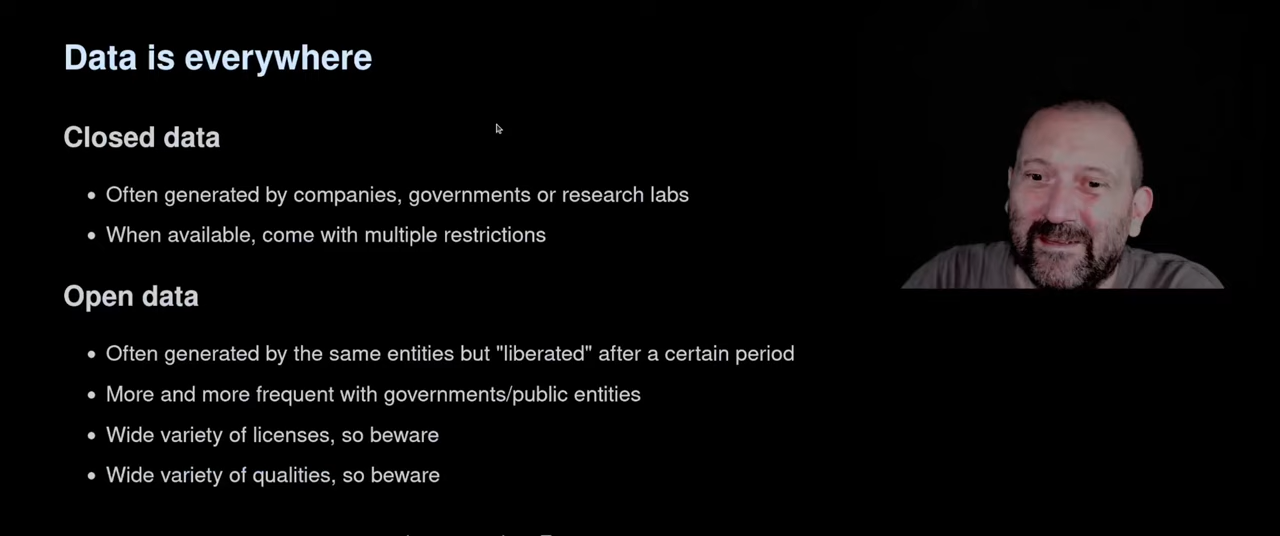 Data is everywhere
Closed data
• Often generated by companies, governments or research labs
• When available, come with multiple restrictions
Open data
• Often generated by the same entities but "liberated" after a certain period
• More and more frequent with governments/public entities
• Wide variety of licenses, so beware
• Wide variety of qualities, so beware